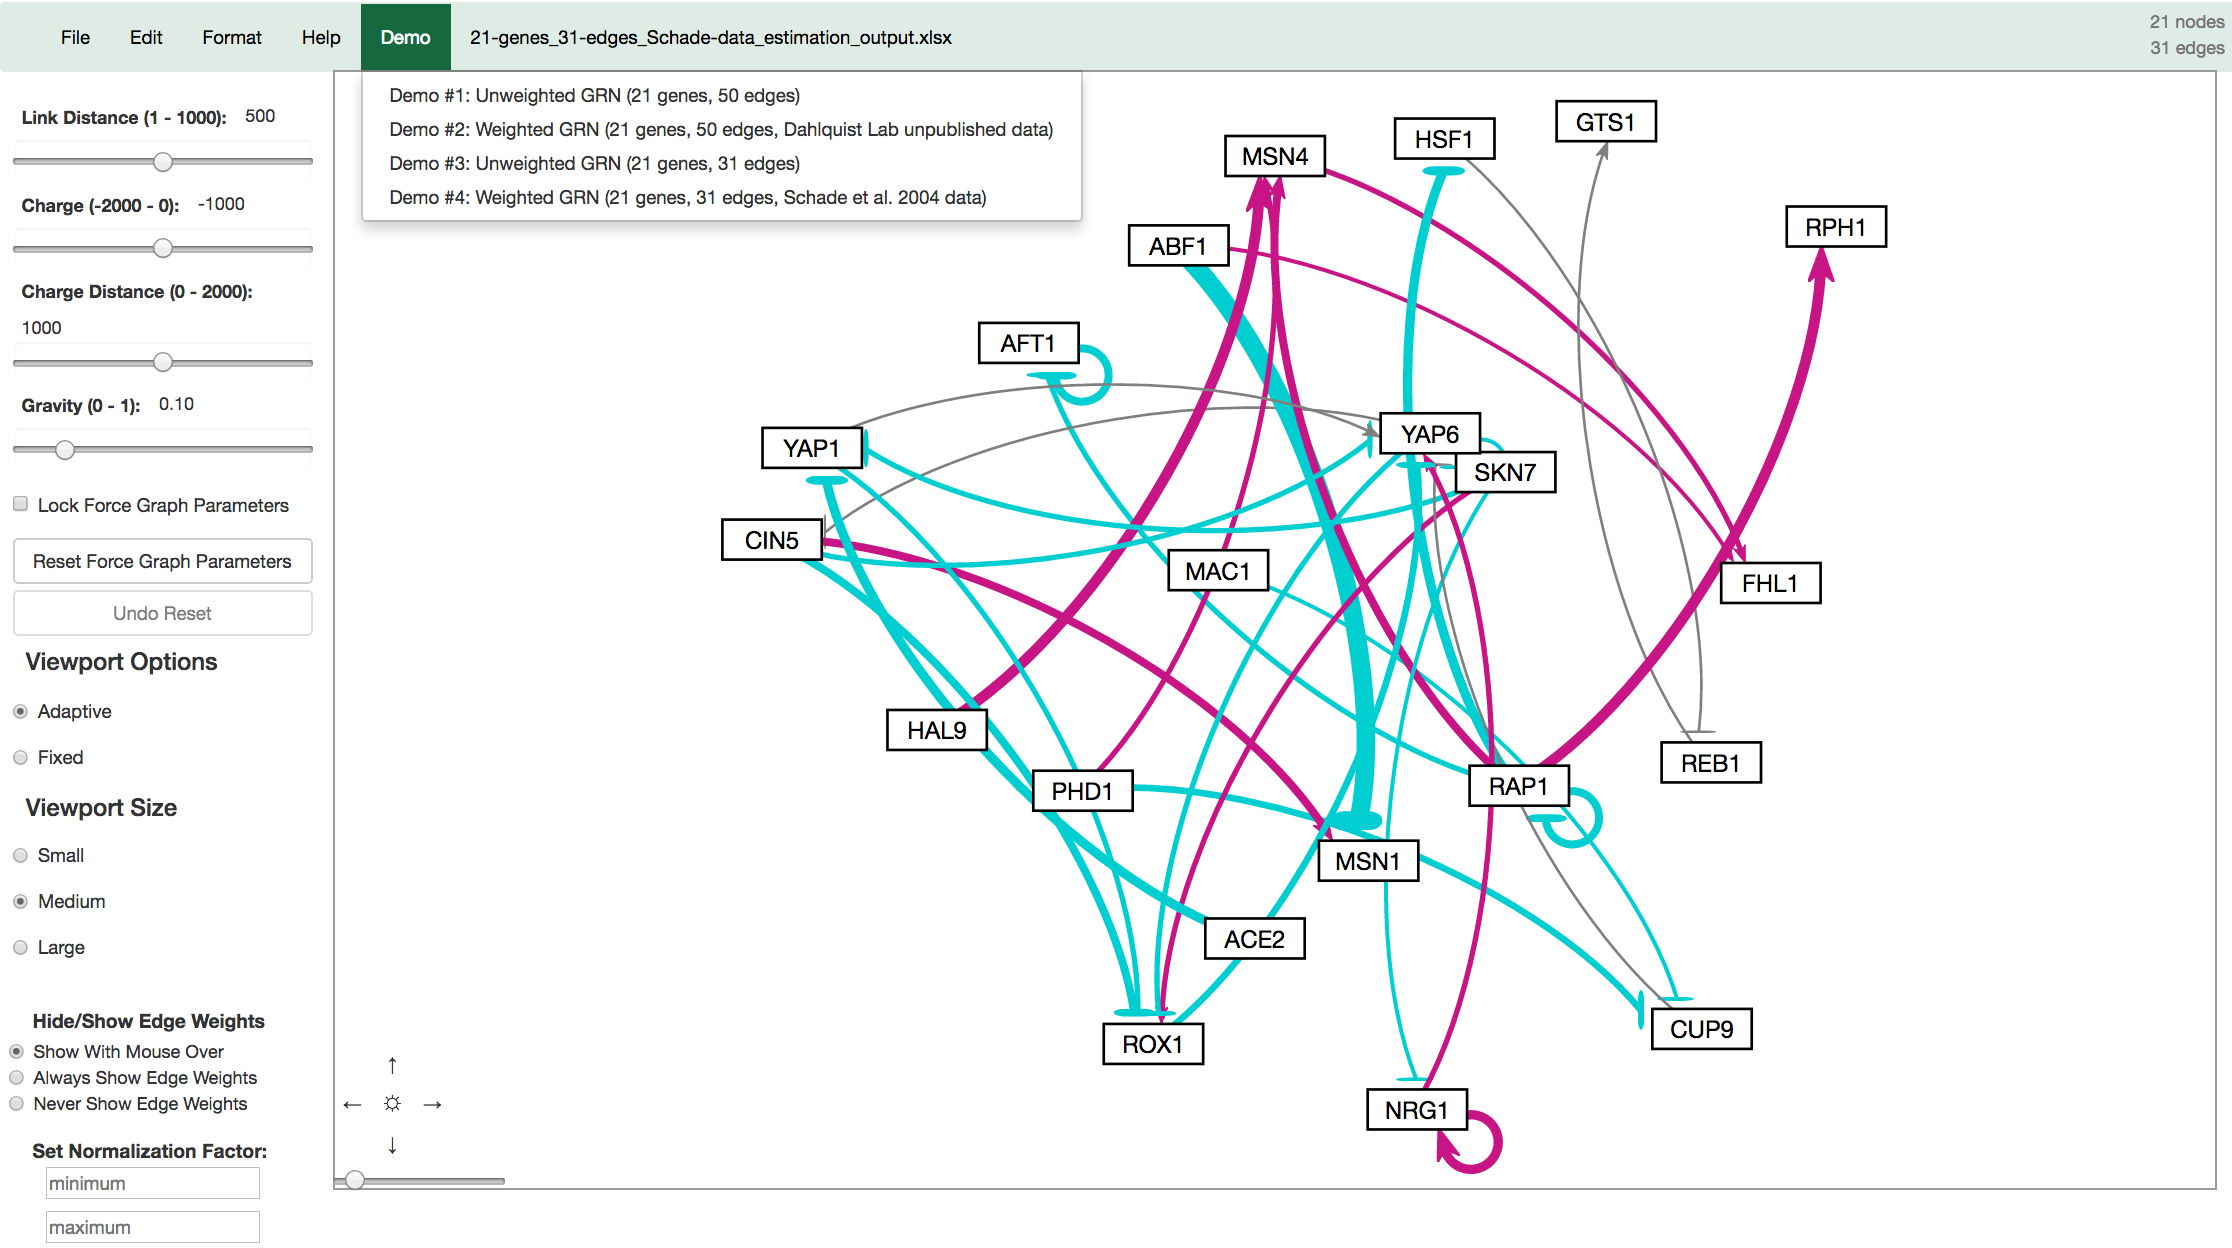 File Edit Format Help Demo 21-genes_31-edges_Schade-data_estimation_output.xlsx
21 nodes
31 edges
Demo #1: Unweighted GRN (21 genes, 50 edges)
Demo #2: Weighted GRN (21 genes, 50 edges, Dahlquist Lab unpublished data)
Demo #3: Unweighted GRN (21 genes, 31 edges)
Demo #4: Weighted GRN (21 genes, 31 edges, Schade et al. 2004 data)
Link Distance (1 - 1000): 500
Charge (-2000 - 0): -1000
Charge Distance (0 - 2000):
1000
Gravity (0 - 1): 0.10
Lock Force Graph Parameters
Reset Force Graph Parameters
Undo Reset
Viewport Options
Adaptive
Fixed
Viewport Size
Small
Medium
Large
Hide/Show Edge Weights
Show With Mouse Over
Always Show Edge Weights
Never Show Edge Weights
Set Normalization Factor:
minimum
maximum
GTS1
HSF1
MSN4
RPH1
ABF1
AFT1
YAP6
YAP1
SKN7
CIN5
MAC1
FHL1
HAL9
REB1
RAP1
PHD1
MSN1
ACE2
CUP9
ROX1
NRG1